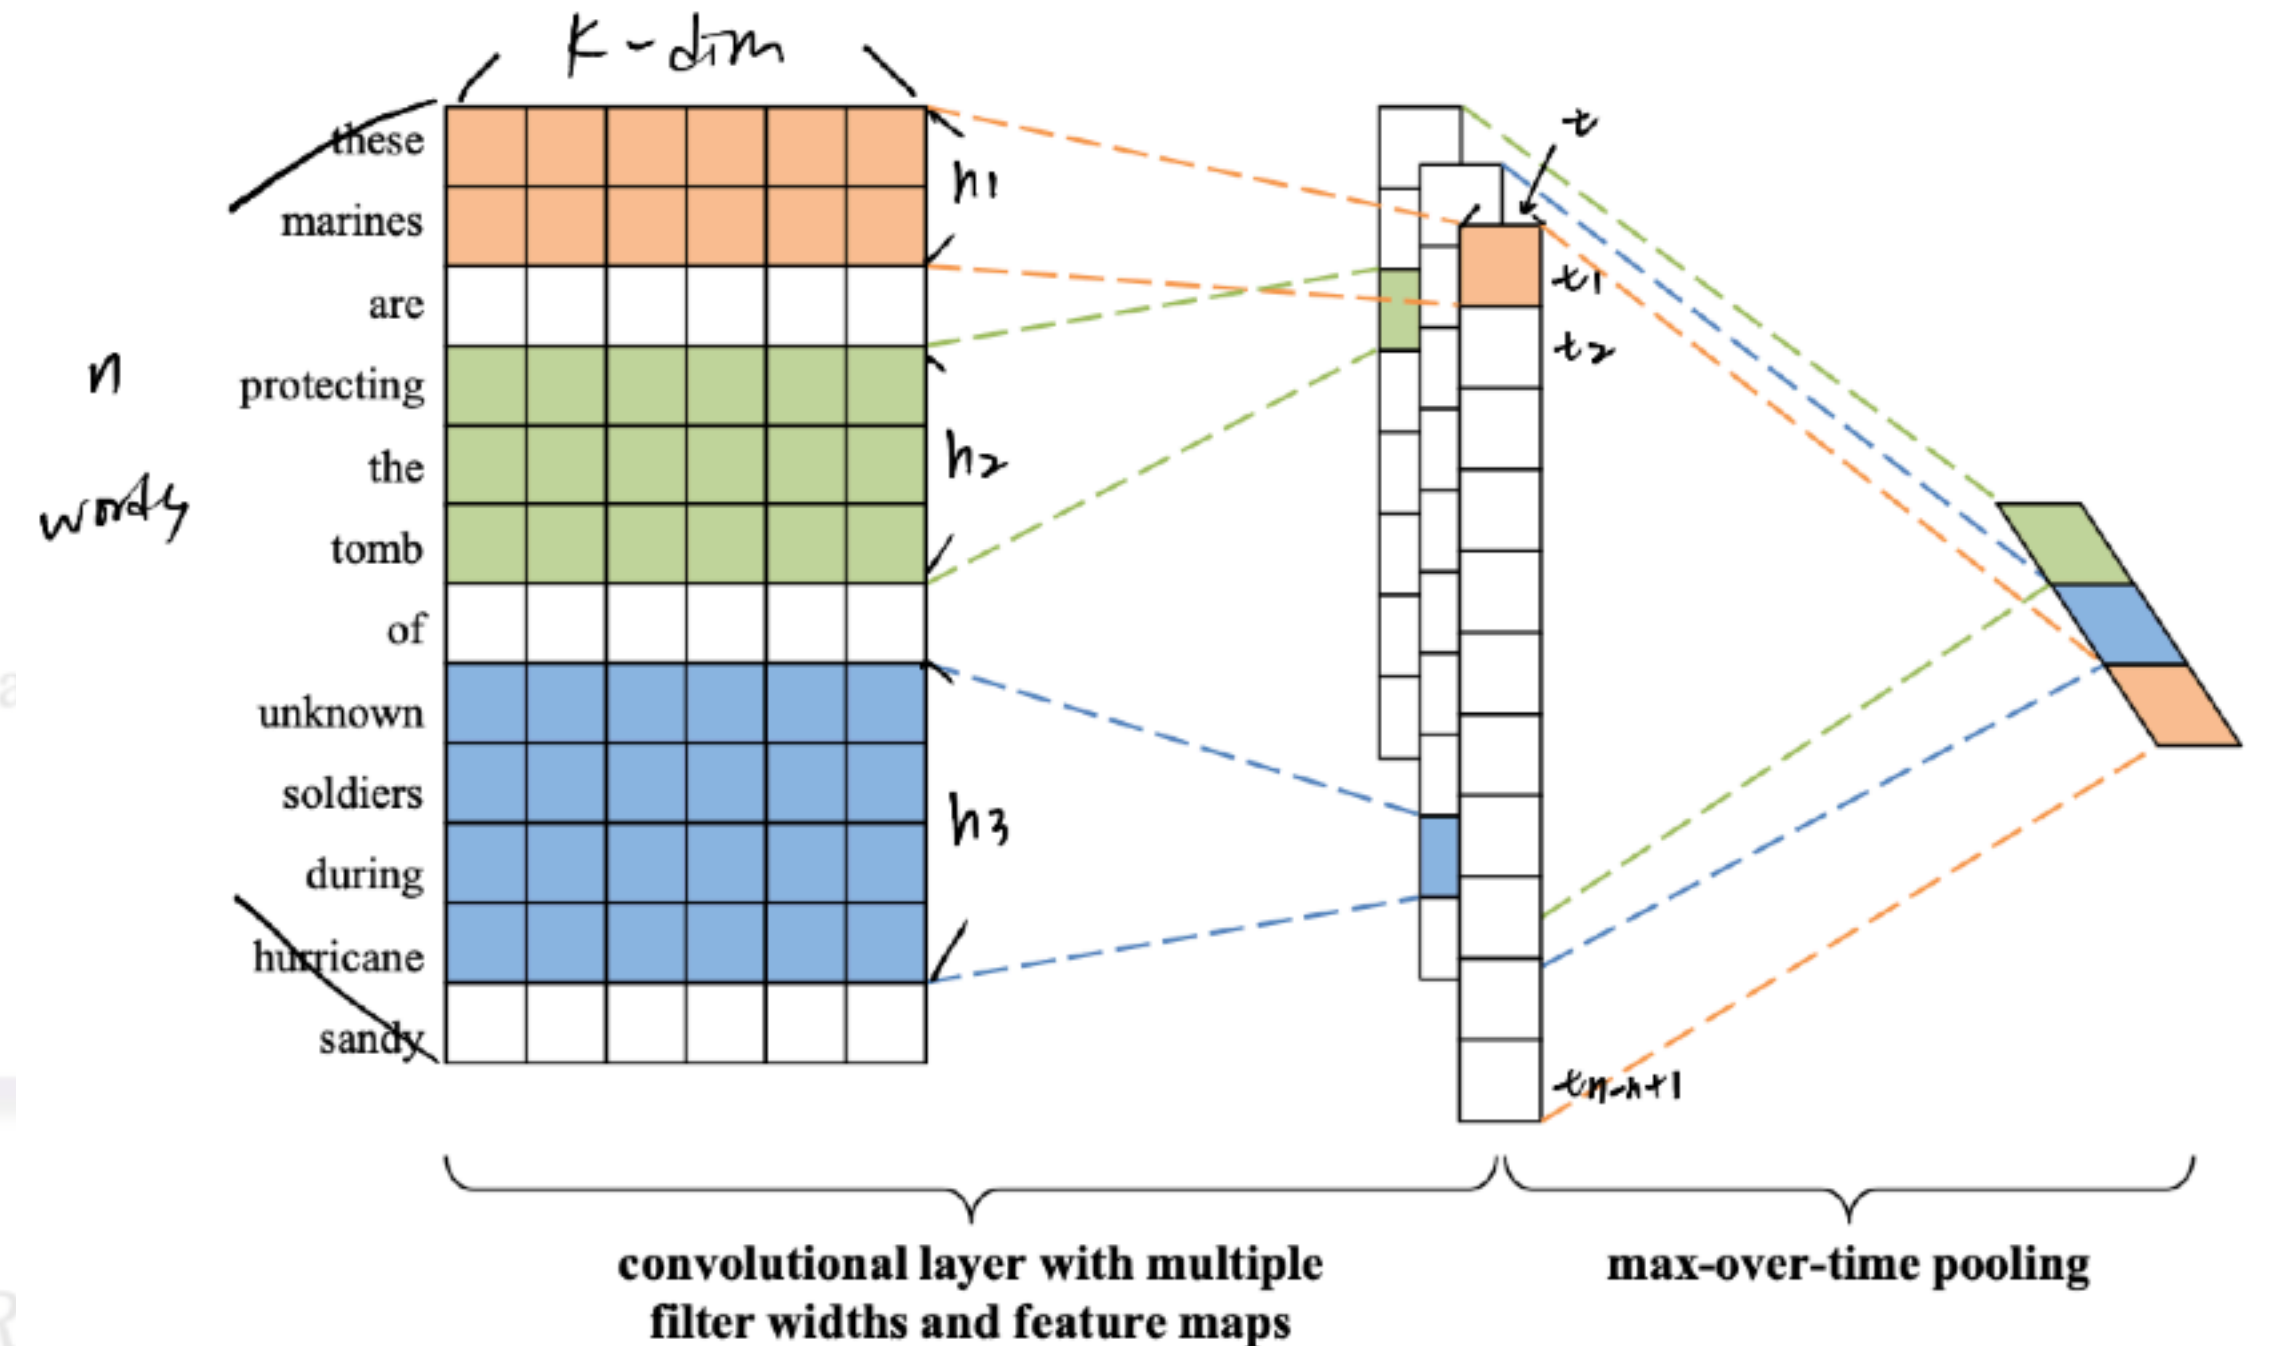 K-dim
these
marines
are
protecting
the
tomb
of
unknown
soldiers
during
hurricane
sandy
n
words
h1
h2
h3
t
t1
t2
tn-h+1
convolutional layer with multiple
filter widths and feature maps
max-over-time pooling